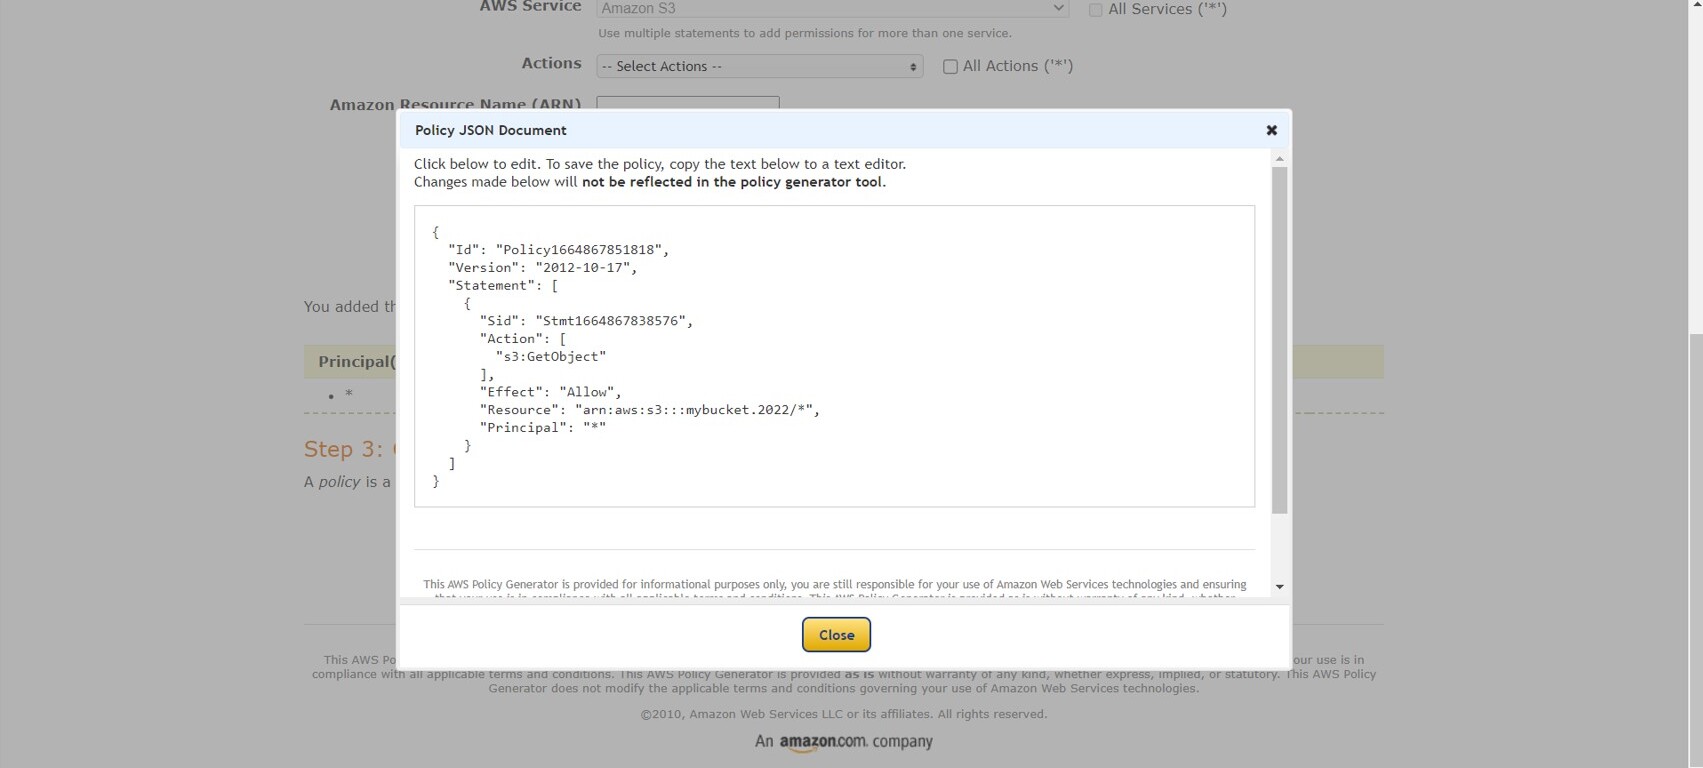 AWS Service Amazon S3 All Services ('*')
Use multiple statements to add permissions for more than one service.
Actions -- Select Actions -- All Actions ('*')
Amazon Resource Name (ARN)
Policy JSON Document
Click below to edit. To save the policy, copy the text below to a text editor.
Changes made below will not be reflected in the policy generator tool.
{
"Id": "Policy1664867851818",
"Version": "2012-10-17",
"Statement": [
{
"Sid": "Stmt1664867838576",
"Action": [
"s3:GetObject"
],
"Effect": "Allow",
"Resource": "arn:aws:s3:::mybucket.2022/*",
"Principal": "*"
}
]
}
You added
Principal(
• *
Step 3:
A policy is a
This AWS Policy Generator is provided for informational purposes only, you are still responsible for your use of Amazon Web Services technologies and ensuring
Close
This AWS our use is in
compliance with all applicable terms and conditions. This AWS Policy Generator is provided as is without warranty of any kind, whether express, implied, or statutory. This AWS Policy
Generator does not modify the applicable terms and conditions governing your use of Amazon Web Services technologies.
©2010, Amazon Web Services LLC or its affiliates. All rights reserved.
An amazon.com company